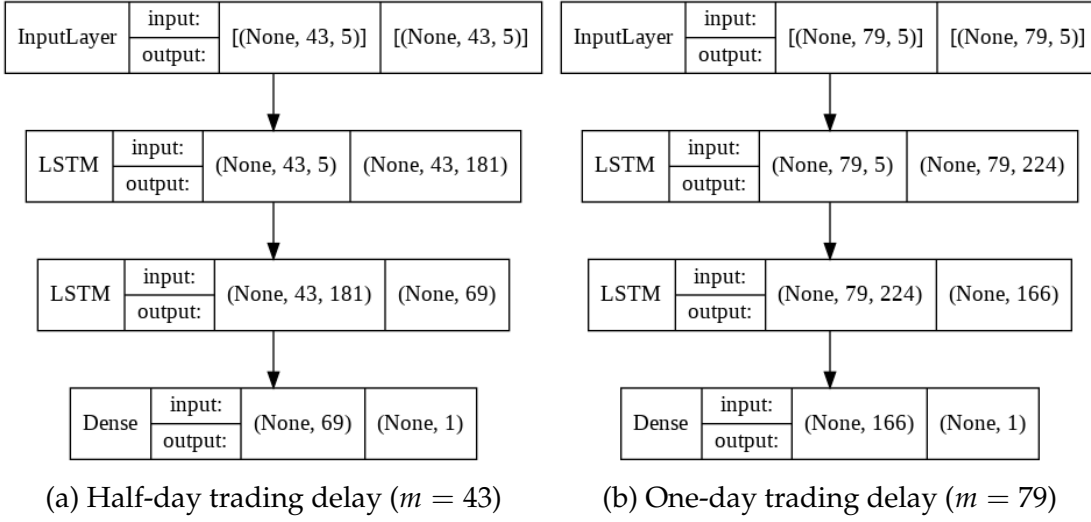 InputLayer
input:
output:
[(None, 43, 5)]
[(None, 43, 5)]
LSTM
input:
output:
(None, 43, 5)
(None, 43, 181)
LSTM
input:
output:
(None, 43, 181)
(None, 69)
Dense
input:
output:
(None, 69)
(None, 1)
(a) Half-day trading delay (m = 43)
InputLayer
input:
output:
[(None, 79, 5)]
[(None, 79, 5)]
LSTM
input:
output:
(None, 79, 5)
(None, 79, 224)
LSTM
input:
output:
(None, 79, 224)
(None, 166)
Dense
input:
output:
(None, 166)
(None, 1)
(b) One-day trading delay (m = 79)